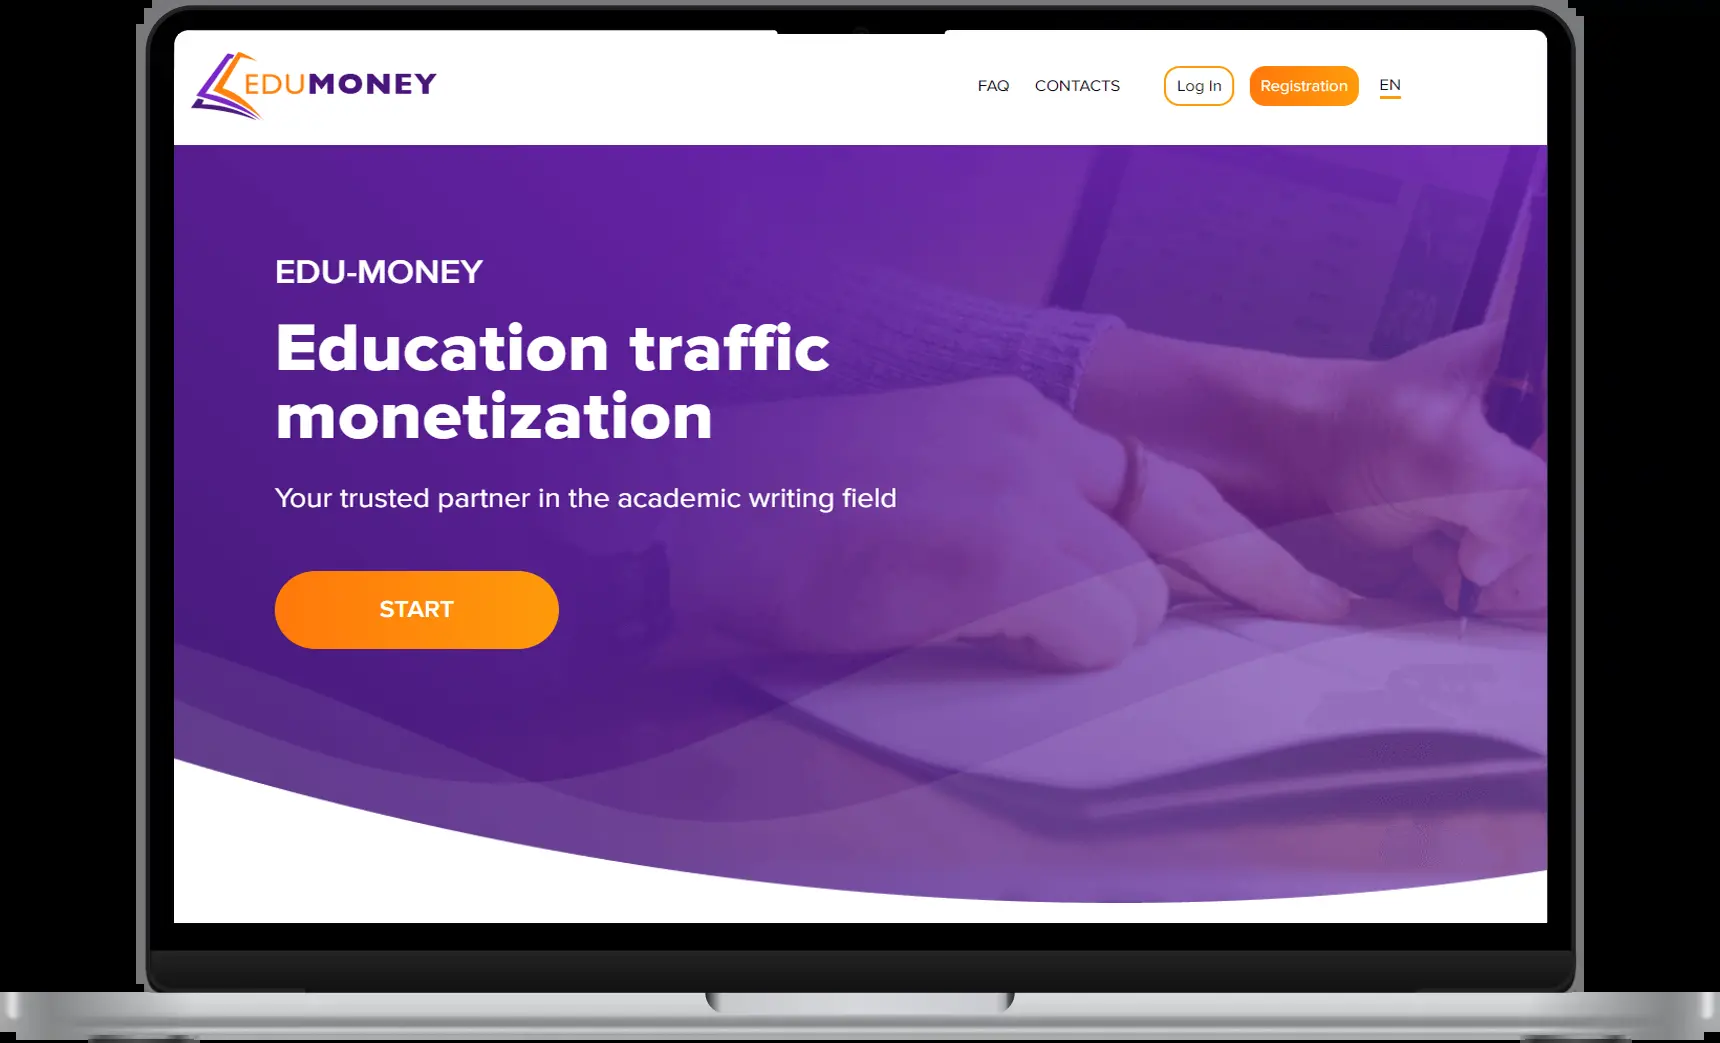 EDUMONEY
FAQ CONTACTS Log In Registration EN
EDU-MONEY
Education traffic
monetization
Your trusted partner in the academic writing field
START